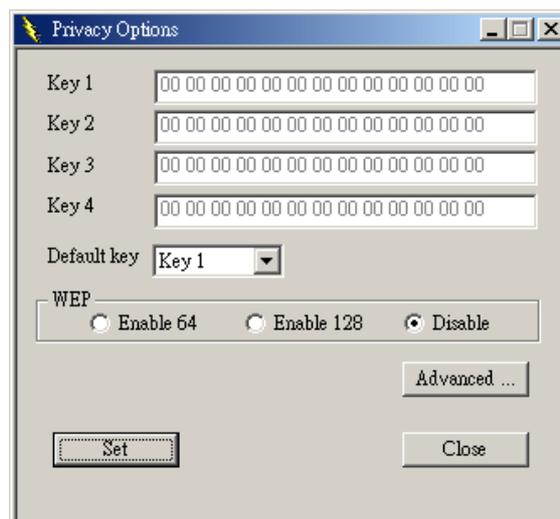 Privacy Options
Key 1 00 00 00 00 00 00 00 00 00 00 00 00 00
Key 2 00 00 00 00 00 00 00 00 00 00 00 00 00
Key 3 00 00 00 00 00 00 00 00 00 00 00 00 00
Key 4 00 00 00 00 00 00 00 00 00 00 00 00 00
Default key Key 1
WEP
Enable 64 Enable 128 Disable
Advanced ...
Set Close